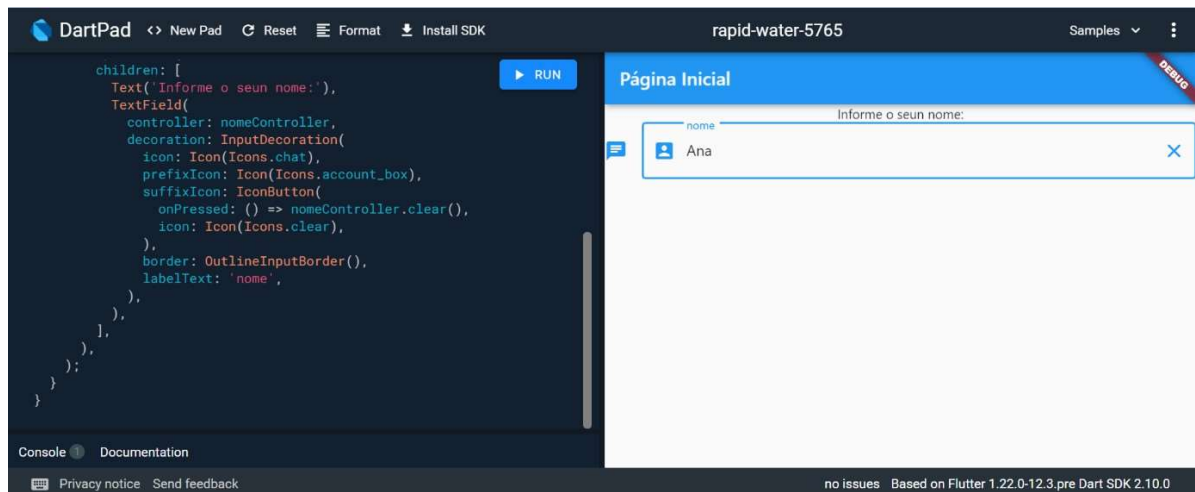 DartPad <> New Pad Reset Format Install SDK rapid-water-5765 Samples
children: [
Text('Informe o seun nome:'),
TextField(
controller: nomeController,
decoration: InputDecoration(
icon: Icon(Icons.chat),
prefixIcon: Icon(Icons.account_box),
suffixIcon: IconButton(
onPressed: () => nomeController.clear(),
icon: Icon(Icons.clear),
),
border: OutlineInputBorder(),
labelText: 'nome',
),
),
],
),
);
}
}
RUN
Página Inicial
DEBUG
Informe o seun nome:
nome
Ana
Console 1 Documentation
Privacy notice Send feedback
no issues Based on Flutter 1.22.0-12.3.pre Dart SDK 2.10.0